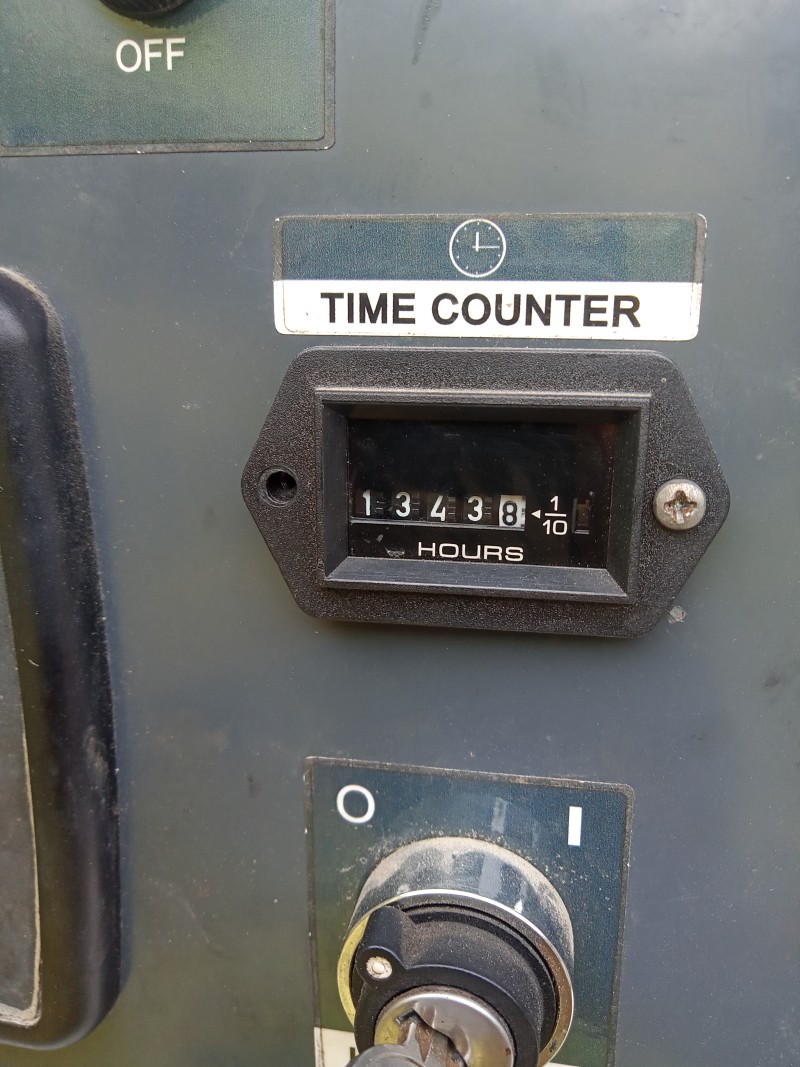 OFF
TIME COUNTER
1 3 4 3 8 ◄ 1/10
HOURS
O I